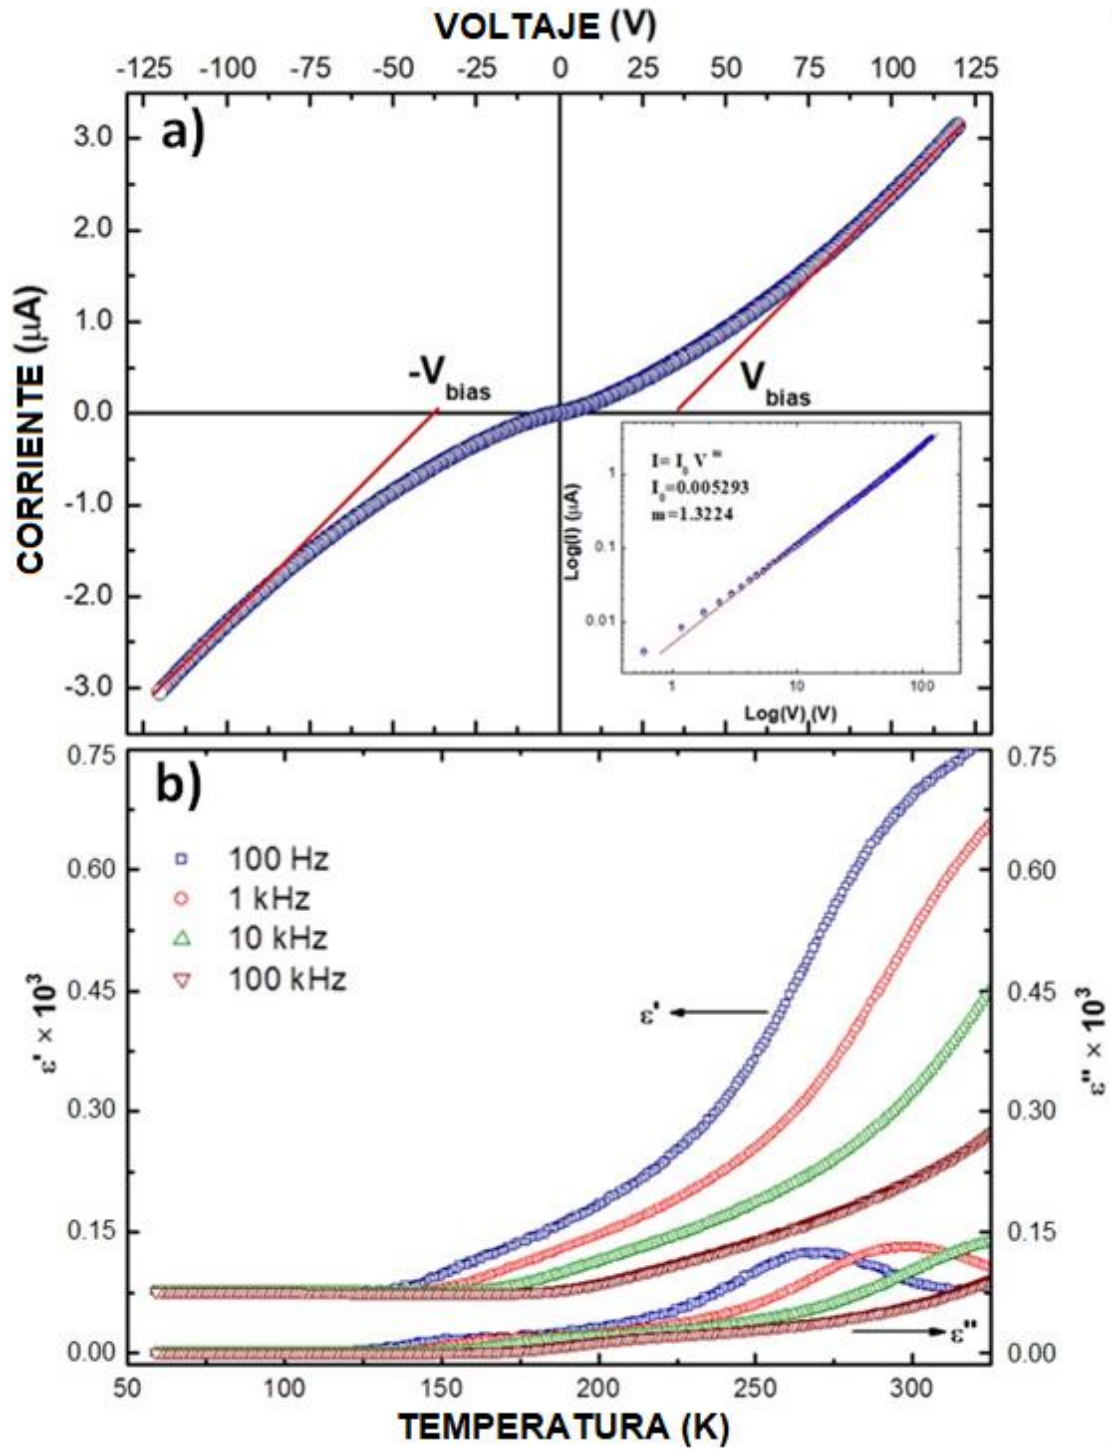 VOLTAJE (V)
-125 -100 -75 -50 -25 0 25 50 75 100 125
a)
CORRIENTE (μA)
3.0
2.0
1.0
0.0
-1.0
-2.0
-3.0
-V_bias
V_bias
I= I_0 V^m
I_0=0.005293
m=1.3224
Log(I) (μA)
1
0.1
0.01
1 10 100
Log(V) (V)
b)
100 Hz
1 kHz
10 kHz
100 kHz
ε' × 10³
0.75
0.60
0.45
0.30
0.15
0.00
ε'
ε''
0.75
0.60
0.45
0.30
0.15
0.00
ε'' × 10³
50 100 150 200 250 300
TEMPERATURA (K)